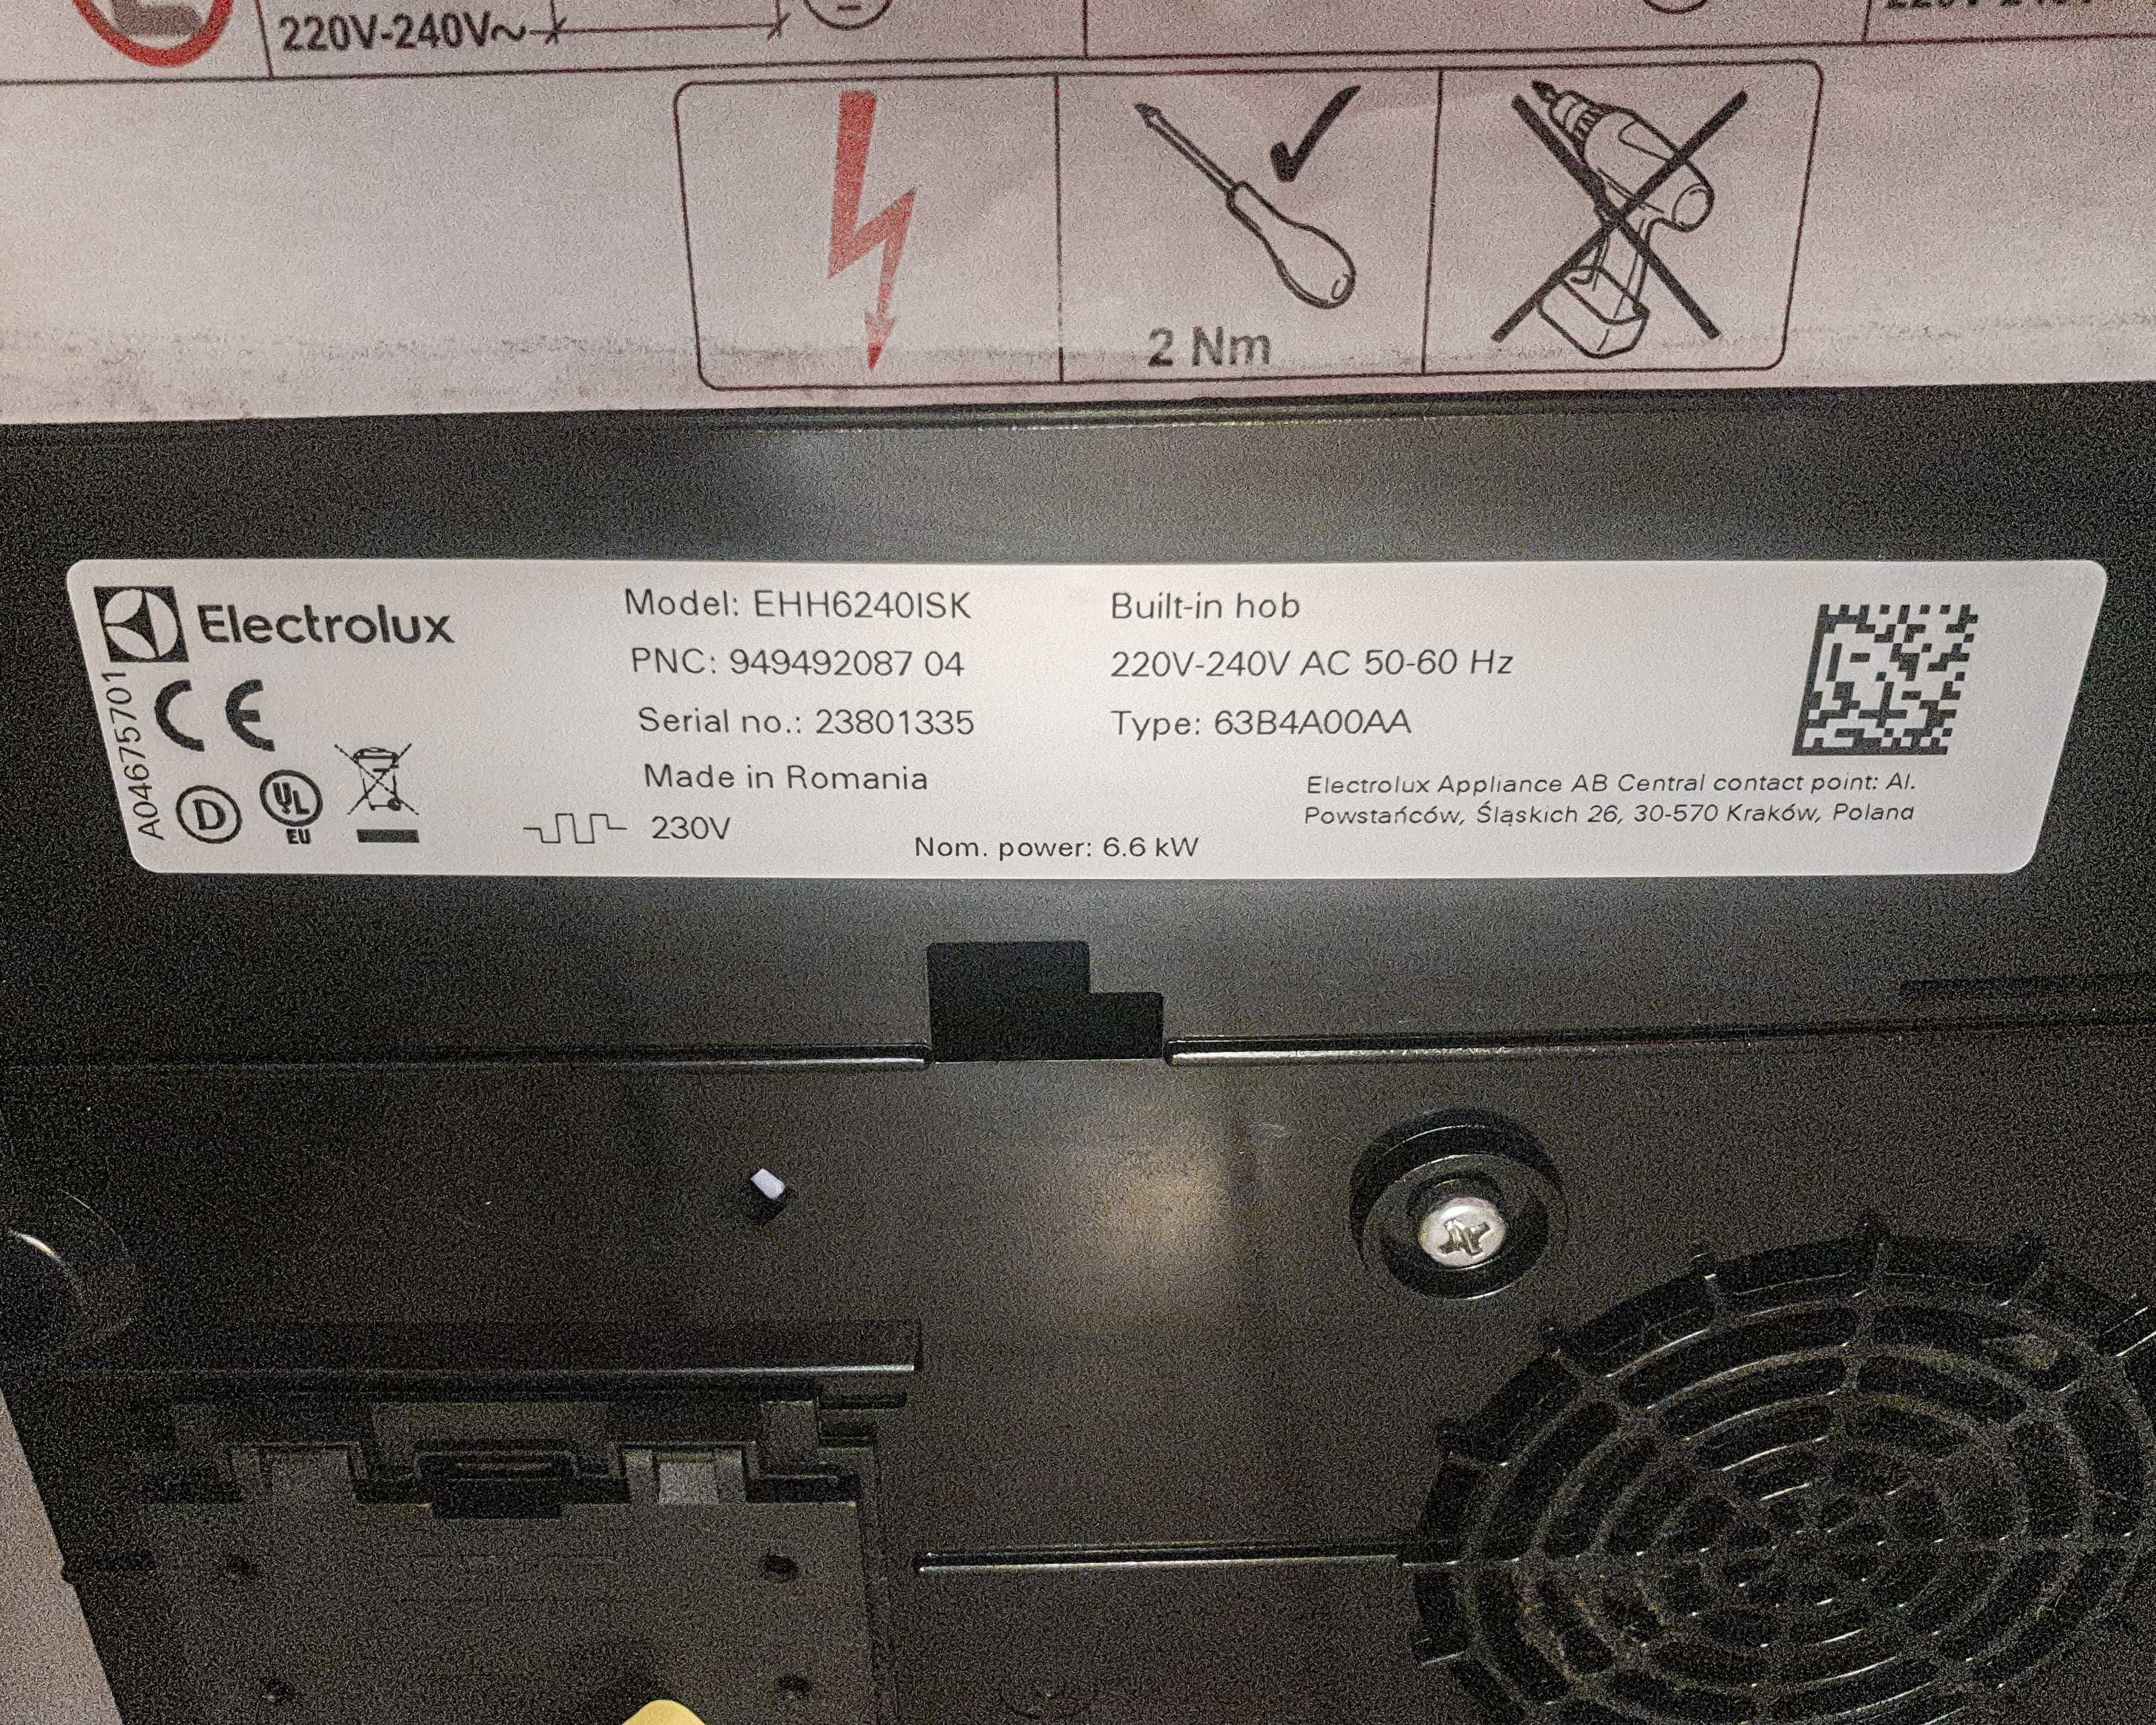 220V-240V~
2 Nm
Electrolux
A04675701
CE
D
UL
EU
Model: EHH6240ISK
PNC: 949492087 04
Serial no.: 23801335
Made in Romania
230V
Built-in hob
220V-240V AC 50-60 Hz
Type: 63B4A00AA
Nom. power: 6.6 kW
Electrolux Appliance AB Central contact point: Al.
Powstańców, Śląskich 26, 30-570 Kraków, Poland